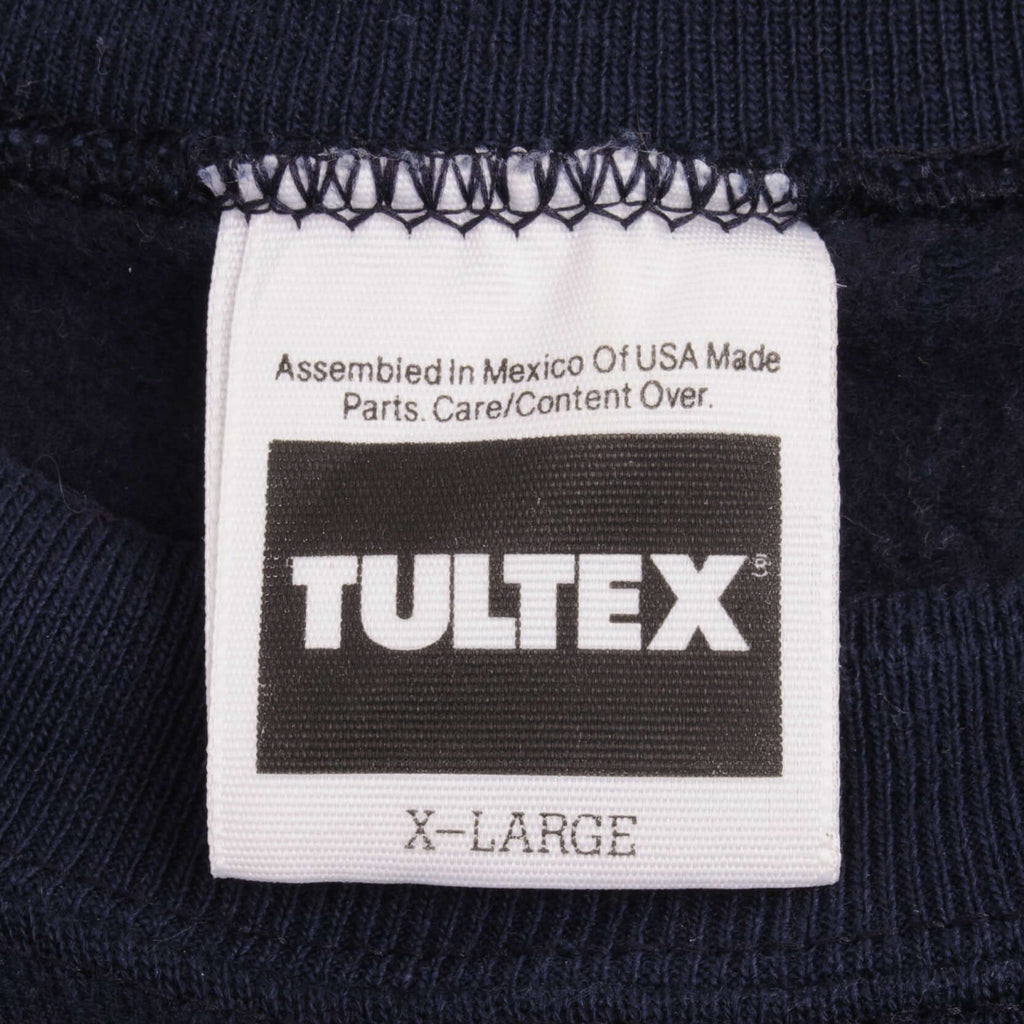 Assembled In Mexico Of USA Made
Parts. Care/Content Over.
TULTEX®
X-LARGE